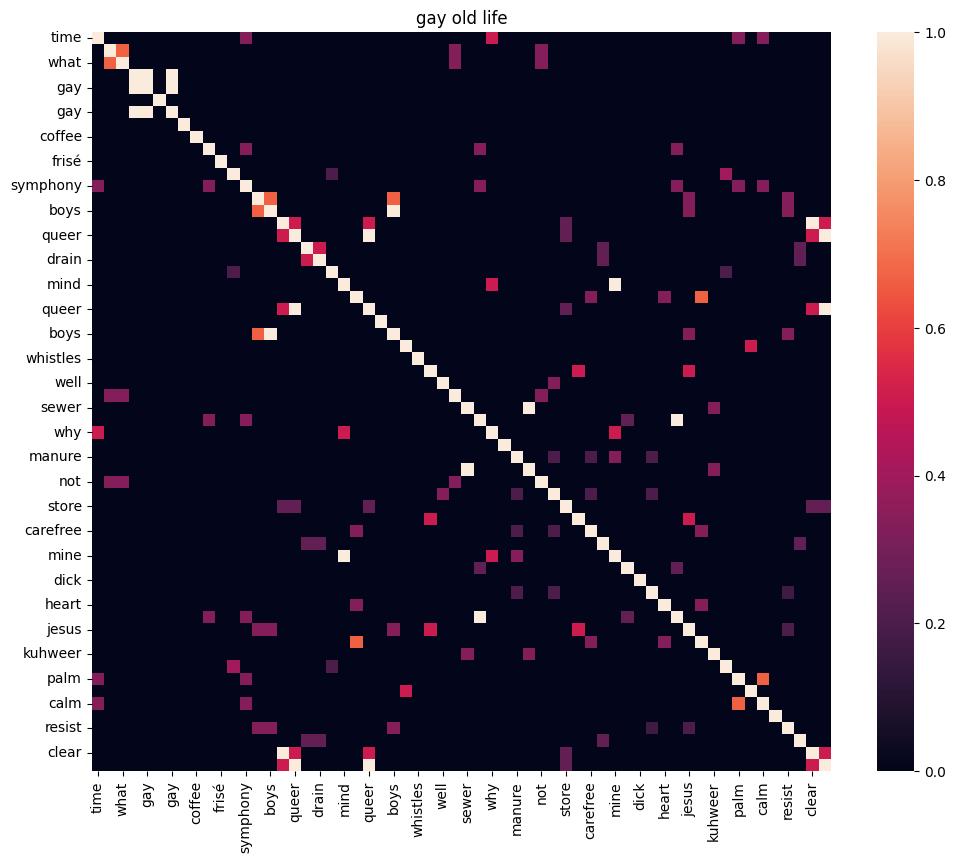 gay old life
time
what
gay
gay
coffee
frisé
symphony
boys
queer
drain
mind
queer
boys
whistles
well
sewer
why
manure
not
store
carefree
mine
dick
heart
jesus
kuhweer
palm
calm
resist
clear
1.0
0.8
0.6
0.4
0.2
0.0
time
what
gay
gay
coffee
frisé
symphony
boys
queer
drain
mind
queer
boys
whistles
well
sewer
why
manure
not
store
carefree
mine
dick
heart
jesus
kuhweer
palm
calm
resist
clear